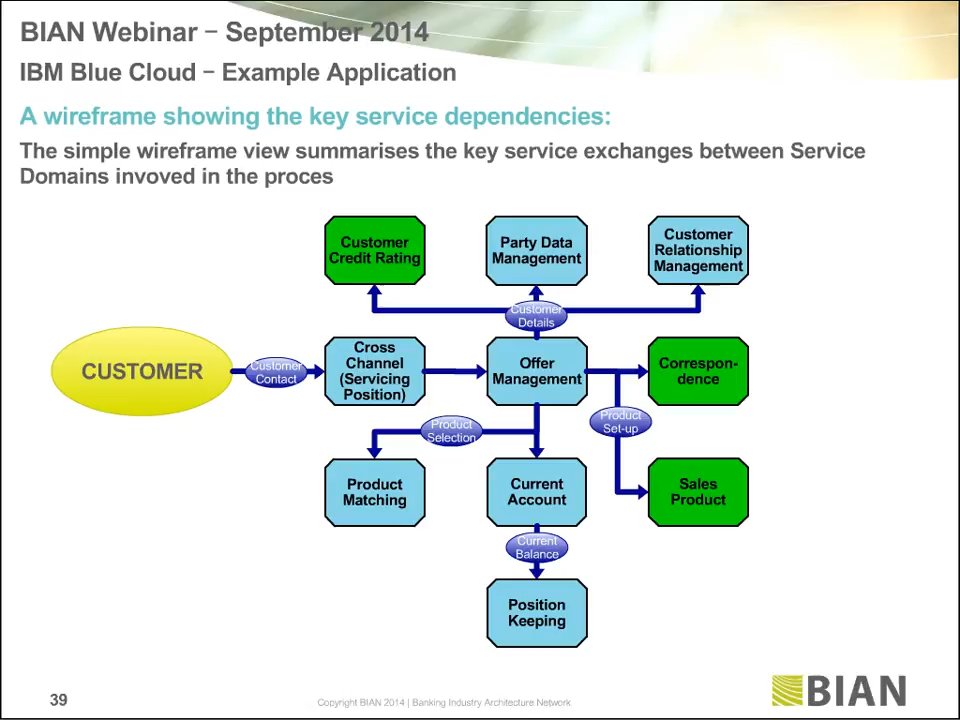 BIAN Webinar – September 2014
IBM Blue Cloud – Example Application
A wireframe showing the key service dependencies:
The simple wireframe view summarises the key service exchanges between Service
Domains invoved in the proces
Customer
Credit Rating
Party Data
Management
Customer
Relationship
Management
Customer
Details
CUSTOMER
Customer
Contact
Cross
Channel
(Servicing
Position)
Offer
Management
Correspon-
dence
Product
Selection
Product
Set-up
Product
Matching
Current
Account
Sales
Product
Current
Balance
Position
Keeping
39
Copyright BIAN 2014 | Banking Industry Architecture Network
BIAN